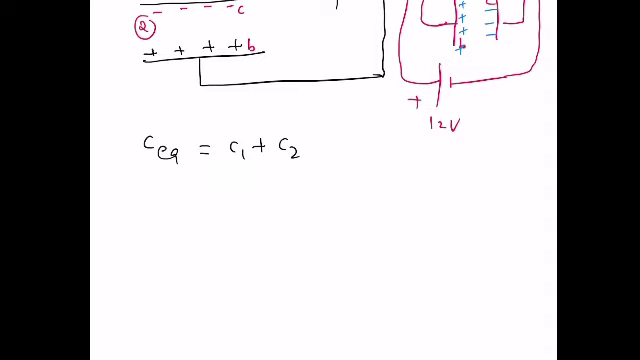 - - - - c
2
+ + + + b
+
+
+
+
-
-
-
+
12V
Ceq = C1 + C2